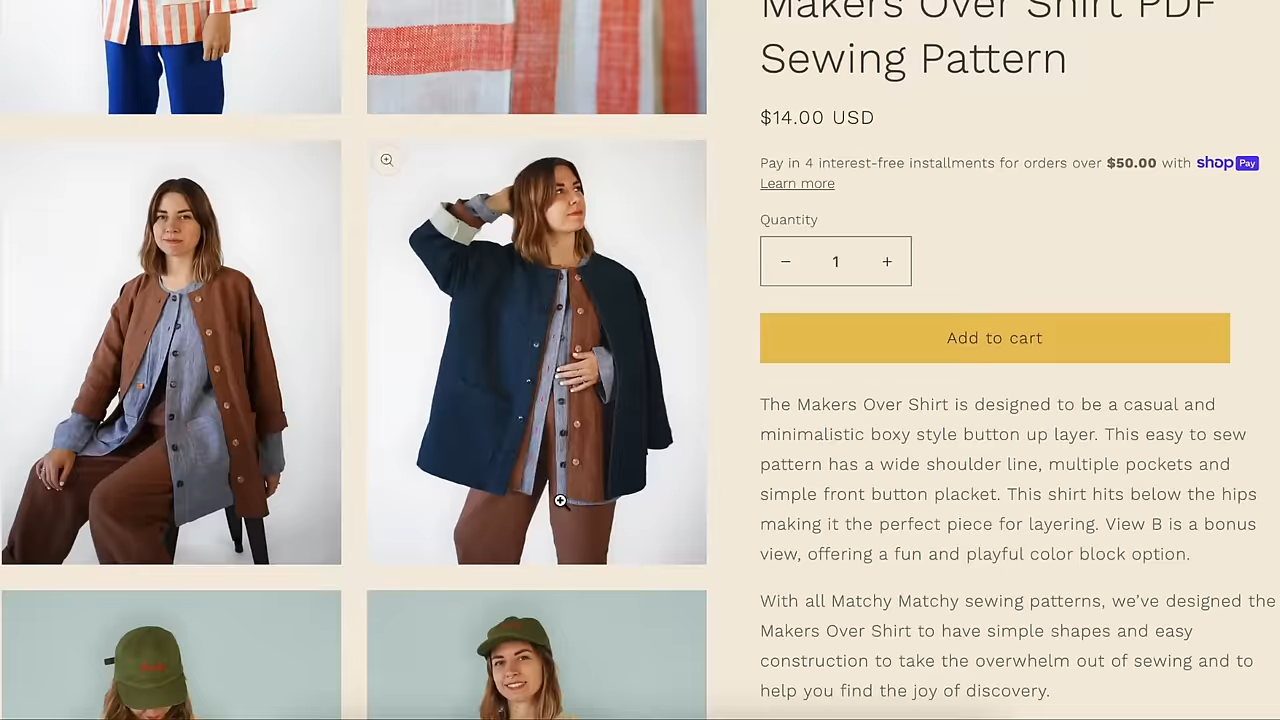 Makers Over Shirt PDF
Sewing Pattern
$14.00 USD
Pay in 4 interest-free installments for orders over $50.00 with shop Pay
Learn more
Quantity
− 1 +
Add to cart
The Makers Over Shirt is designed to be a casual and
minimalistic boxy style button up layer. This easy to sew
pattern has a wide shoulder line, multiple pockets and
simple front button placket. This shirt hits below the hips
making it the perfect piece for layering. View B is a bonus
view, offering a fun and playful color block option.
With all Matchy Matchy sewing patterns, we’ve designed the
Makers Over Shirt to have simple shapes and easy
construction to take the overwhelm out of sewing and to
help you find the joy of discovery.